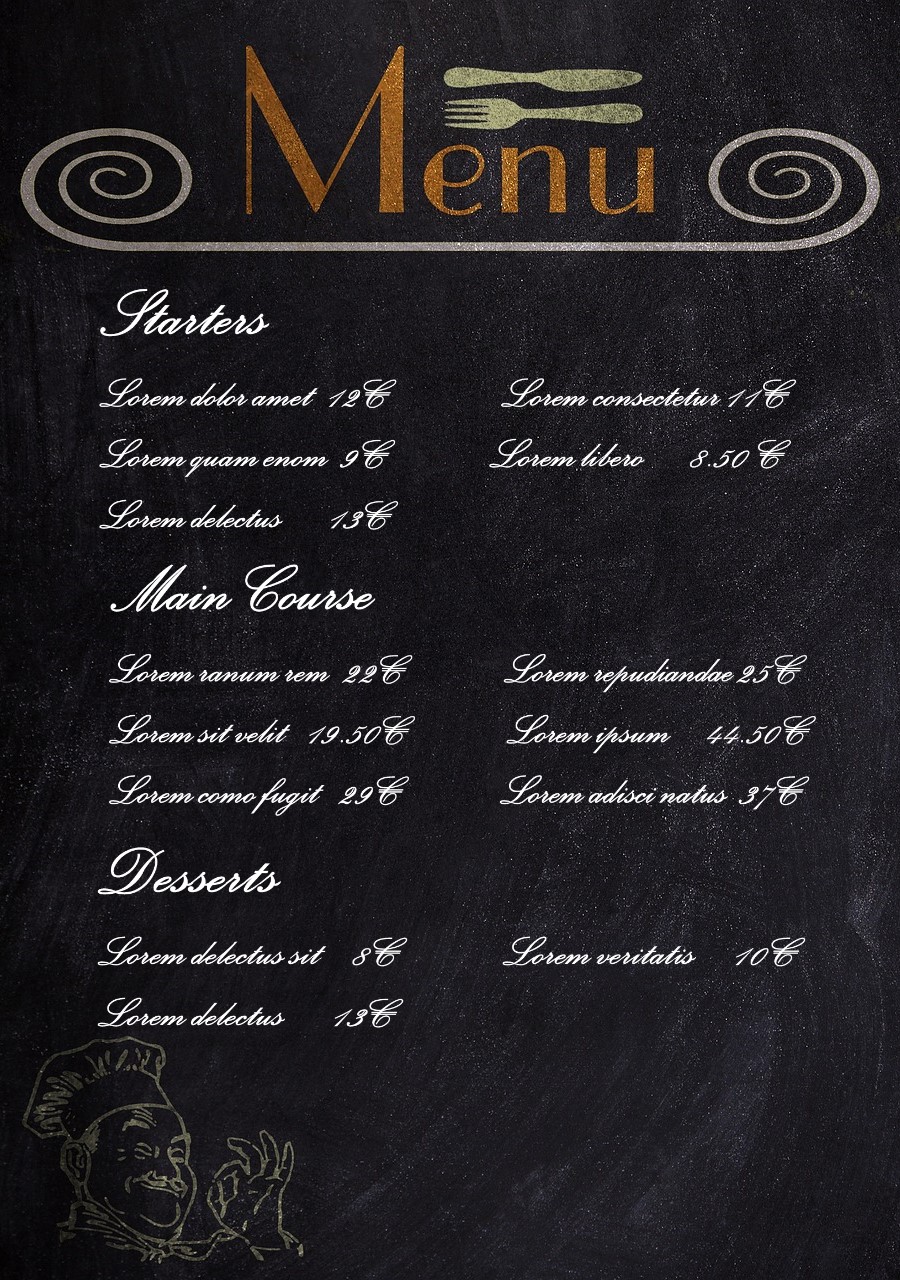 Menu
Starters
Lorem dolor amet 12€ Lorem consectetur 11€
Lorem quam enom 9€ Lorem libero 8.50 €
Lorem delectus 13€
Main Course
Lorem ranum rem 22€ Lorem repudiandae 25€
Lorem sit velit 19.50€ Lorem ipsum 44.50€
Lorem como fugit 29€ Lorem adisci natus 37€
Desserts
Lorem delectus sit 8€ Lorem veritatis 10€
Lorem delectus 13€